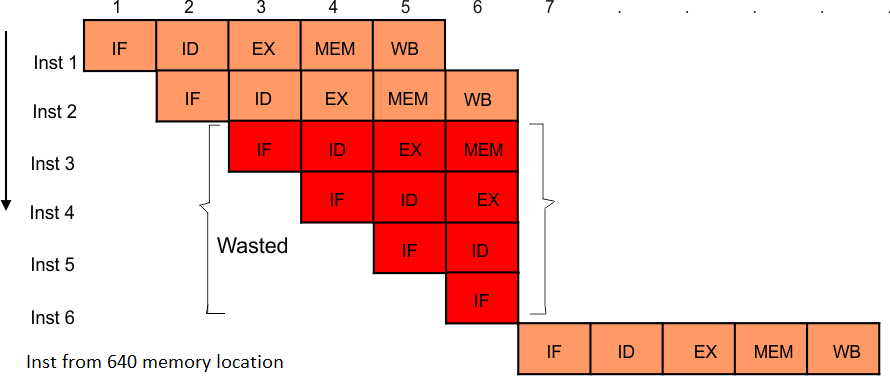 1 2 3 4 5 6 7 . . . . .
Inst 1 IF ID EX MEM WB
Inst 2 IF ID EX MEM WB
Inst 3 IF ID EX MEM
Inst 4 IF ID EX
Wasted
Inst 5 IF ID
Inst 6 IF
Inst from 640 memory location IF ID EX MEM WB